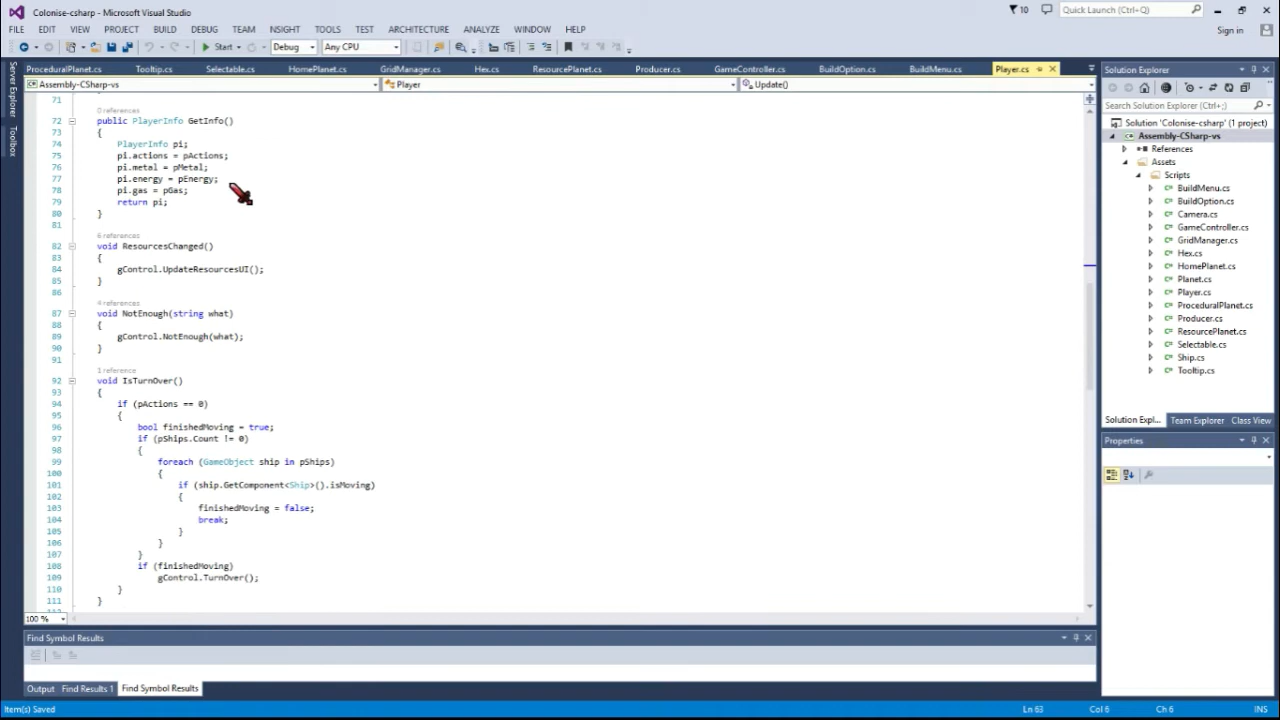 Colonise-csharp - Microsoft Visual Studio
10
Quick Launch (Ctrl+Q)
FILE EDIT VIEW PROJECT BUILD DEBUG TEAM INSIGHT TOOLS TEST ARCHITECTURE ANALYZE WINDOW HELP
Sign in
Start Debug Any CPU
ProceduralPlanet.cs Tooltip.cs Selectable.cs HomePlanet.cs GridManager.cs Hex.cs ResourcePlanet.cs Producer.cs GameController.cs BuildOption.cs BuildMenu.cs Player.cs
Assembly-CSharp-vs Player Update()
Server Explorer
Toolbox
71
0 references
72 public PlayerInfo GetInfo()
73 {
74 PlayerInfo pi;
75 pi.actions = pActions;
76 pi.metal = pMetal;
77 pi.energy = pEnergy;
78 pi.gas = pGas;
79 return pi;
80 }
81
6 references
82 void ResourcesChanged()
83 {
84 gControl.UpdateResourcesUI();
85 }
86
4 references
87 void NotEnough(string what)
88 {
89 gControl.NotEnough(what);
90 }
91
1 reference
92 void IsTurnOver()
93 {
94 if (pActions == 0)
95 {
96 bool finishedMoving = true;
97 if (pShips.Count != 0)
98 {
99 foreach (GameObject ship in pShips)
100 {
101 if (ship.GetComponent<Ship>().isMoving)
102 {
103 finishedMoving = false;
104 break;
105 }
106 }
107 }
108 if (finishedMoving)
109 gControl.TurnOver();
110 }
111 }
100 %
Find Symbol Results
Output Find Results 1 Find Symbol Results
Solution Explorer
Search Solution Explorer (Ctrl+;)
Solution 'Colonise-csharp' (1 project)
Assembly-CSharp-vs
References
Assets
Scripts
BuildMenu.cs
BuildOption.cs
Camera.cs
GameController.cs
GridManager.cs
Hex.cs
HomePlanet.cs
Planet.cs
Player.cs
ProceduralPlanet.cs
Producer.cs
ResourcePlanet.cs
Selectable.cs
Ship.cs
Tooltip.cs
Solution Expl... Team Explorer Class View
Properties
Item(s) Saved Ln 63 Col 6 Ch 6 INS